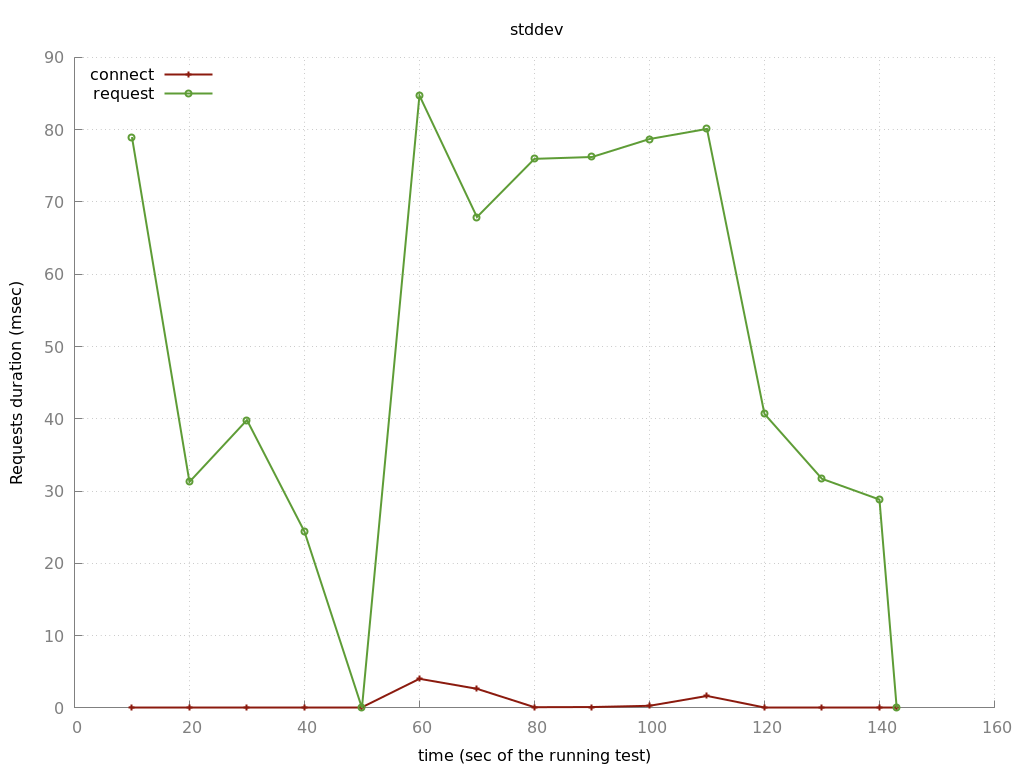 stddev
connect
request
90
80
70
60
50
40
30
20
10
0
Requests duration (msec)
0 20 40 60 80 100 120 140 160
time (sec of the running test)